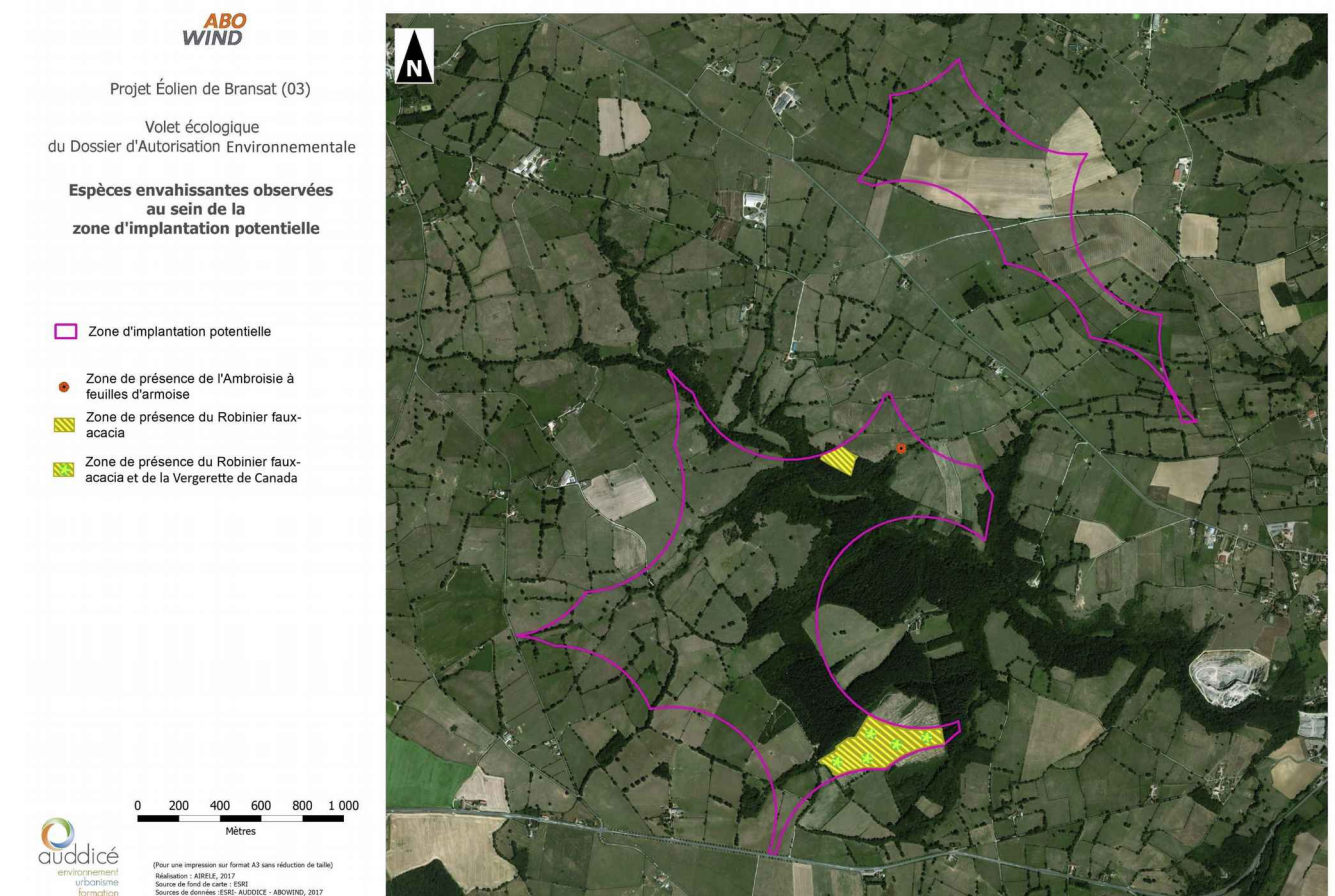 ABO
WIND
Projet Éolien de Bransat (03)
Volet écologique
du Dossier d'Autorisation Environnementale
Espèces envahissantes observées
au sein de la
zone d'implantation potentielle
Zone d'implantation potentielle
Zone de présence de l'Ambroisie à
feuilles d'armoise
Zone de présence du Robinier faux-
acacia
Zone de présence du Robinier faux-
acacia et de la Vergerette de Canada
0 200 400 600 800 1 000
Mètres
auddicé
environnement
urbanisme
formation
(Pour une impression sur format A3 sans réduction de taille)
Réalisation : AIRELE, 2017
Source de fond de carte : ESRI
Sources de données :ESRI- AUDDICE - ABOWIND, 2017
N